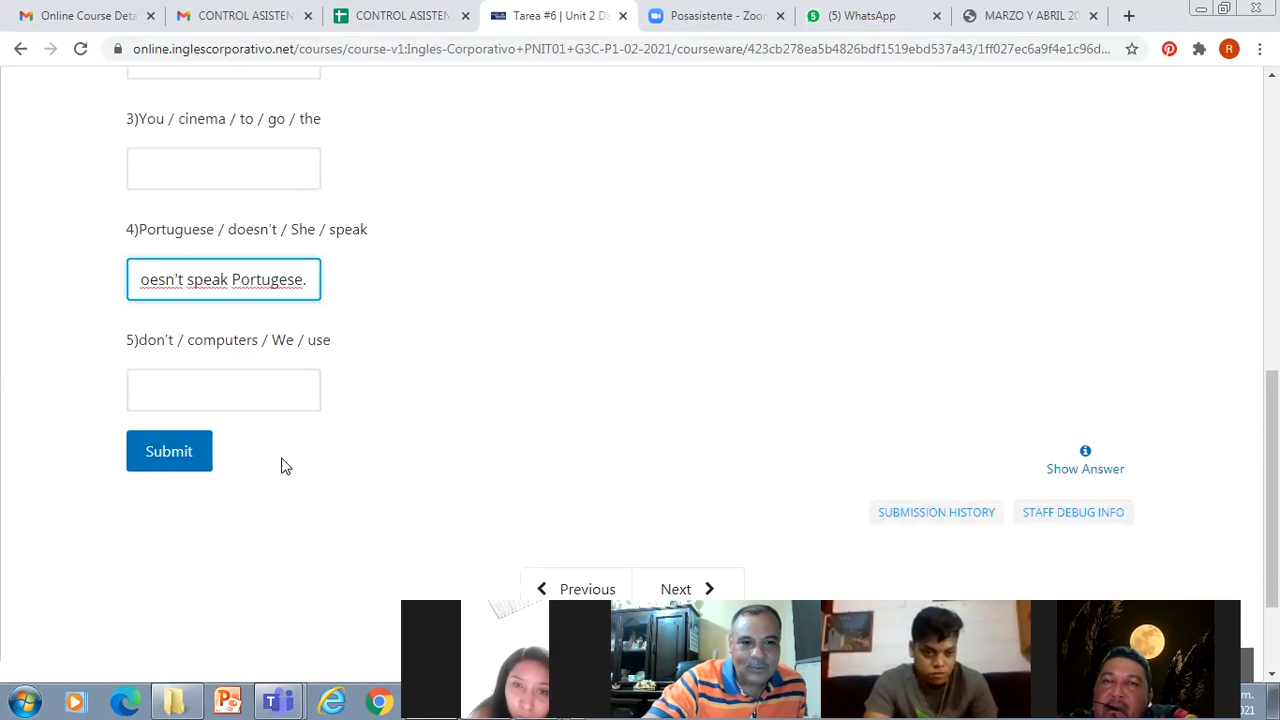 Online Course Deta
CONTROL ASISTEN
CONTROL ASISTEN
Tarea #6 | Unit 2 Da
Posasistente - Zoo
(5) WhatsApp
MARZO Y ABRIL 20
online.inglescorporativo.net/courses/course-v1:Ingles-Corporativo+PNIT01+G3C-P1-02-2021/courseware/423cb278ea5b4826bdf1519ebd537a43/1ff027ec6a9f4e1c96d...
R
3)You / cinema / to / go / the
4)Portuguese / doesn't / She / speak
oesn't speak Portugese.
5)don't / computers / We / use
Submit
Show Answer
SUBMISSION HISTORY
STAFF DEBUG INFO
Previous
Next
m.
021